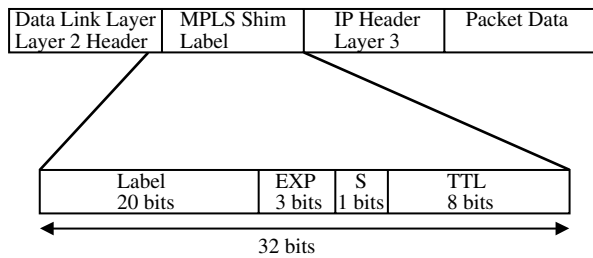 Data Link Layer
Layer 2 Header
MPLS Shim
Label
IP Header
Layer 3
Packet Data
Label
20 bits
EXP
3 bits
S
1 bits
TTL
8 bits
32 bits